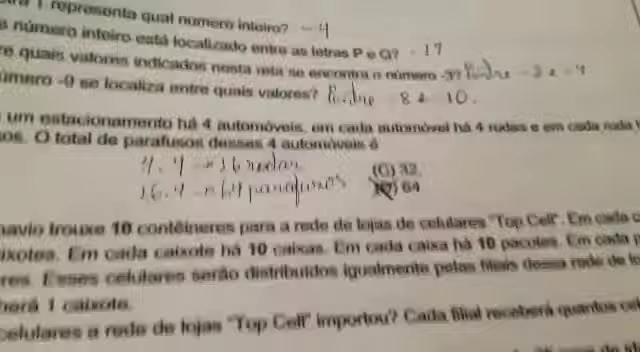 1 representa qual número inteiro? - 4
número inteiro está localizado entre as letras P e Q? - 17
quais valores indicados nesta reta se encontra o número -3? Entre - 2 e - 4
número -9 se localiza entre quais valores? Entre - 8 e - 10.
um estacionamento há 4 automóveis, em cada automóvel há 4 rodas e em cada roda
O total de parafusos desses 4 automóveis é
4.4 = 16 rodas
(C) 32.
16.4 = 64 parafusos
64
navio trouxe 10 contêineres para a rede de lojas de celulares "Top Cell". Em cada
Em cada caixote há 10 caixas. Em cada caixa há 10 pacotes. Em cada
Esses celulares serão distribuídos igualmente pelas filiais dessa rede de
1 caixote.
celulares a rede de lojas "Top Cell" importou? Cada filial receberá quantos